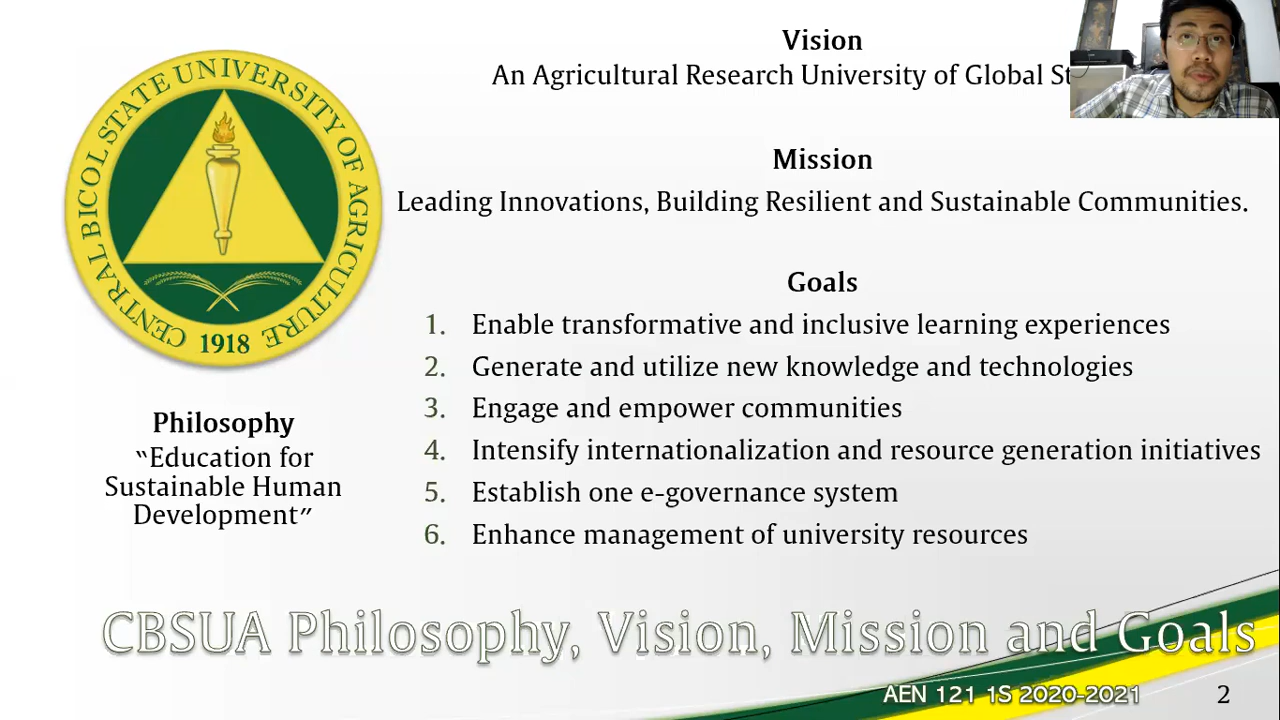 CENTRAL BICOL STATE UNIVERSITY OF AGRICULTURE
1918
Philosophy
“Education for
Sustainable Human
Development”
Vision
An Agricultural Research University of Global
Mission
Leading Innovations, Building Resilient and Sustainable Communities.
Goals
1. Enable transformative and inclusive learning experiences
2. Generate and utilize new knowledge and technologies
3. Engage and empower communities
4. Intensify internationalization and resource generation initiatives
5. Establish one e-governance system
6. Enhance management of university resources
CBSUA Philosophy, Vision, Mission and Goals
AEN 121 1S 2020-2021
2